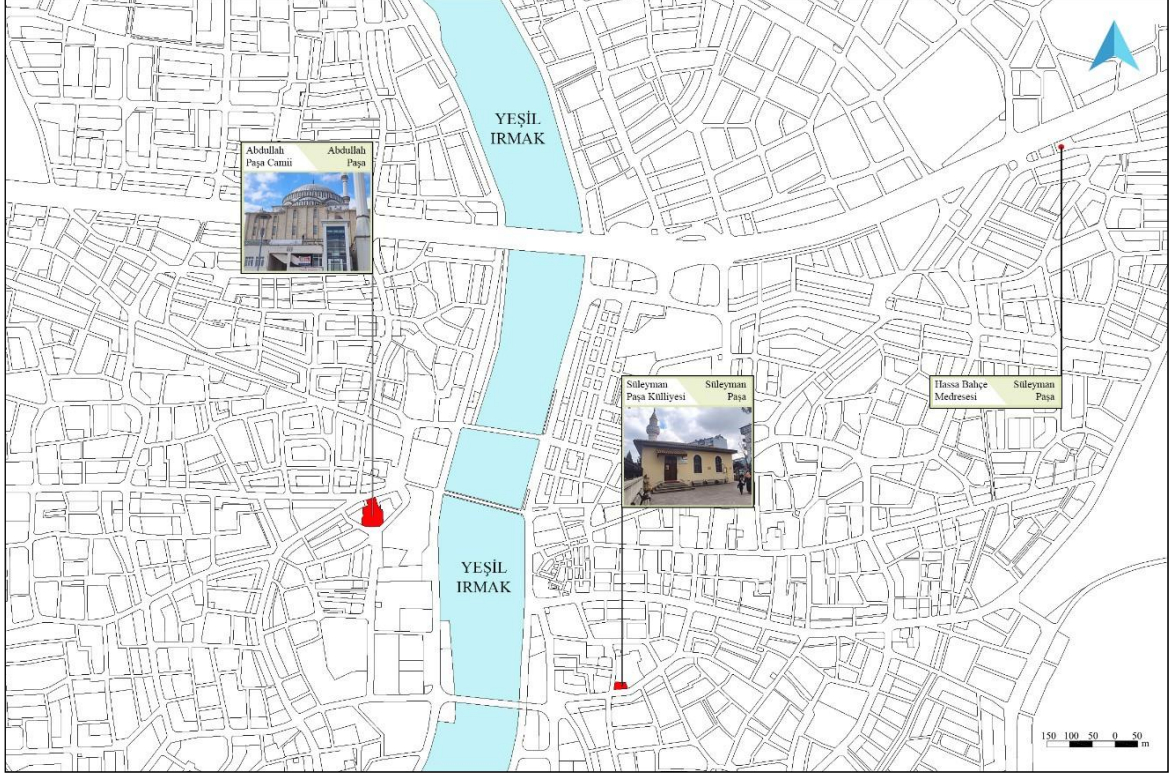 YEŞİL
IRMAK
Abdullah
Paşa Camii
Abdullah
Paşa
Süleyman
Paşa Külliyesi
Süleyman
Paşa
Hassa Bahçe
Medresesi
Süleyman
Paşa
YEŞİL
IRMAK
150 100 50 0 50
m